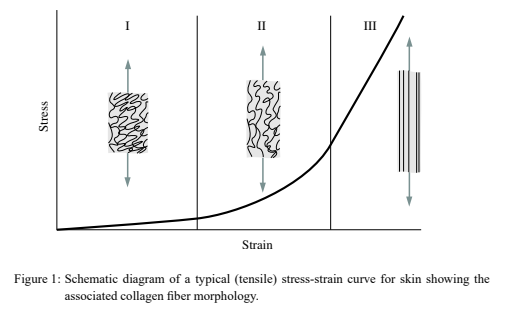 I
II
III
Stress
Strain
Figure 1: Schematic diagram of a typical (tensile) stress-strain curve for skin showing the
associated collagen fiber morphology.